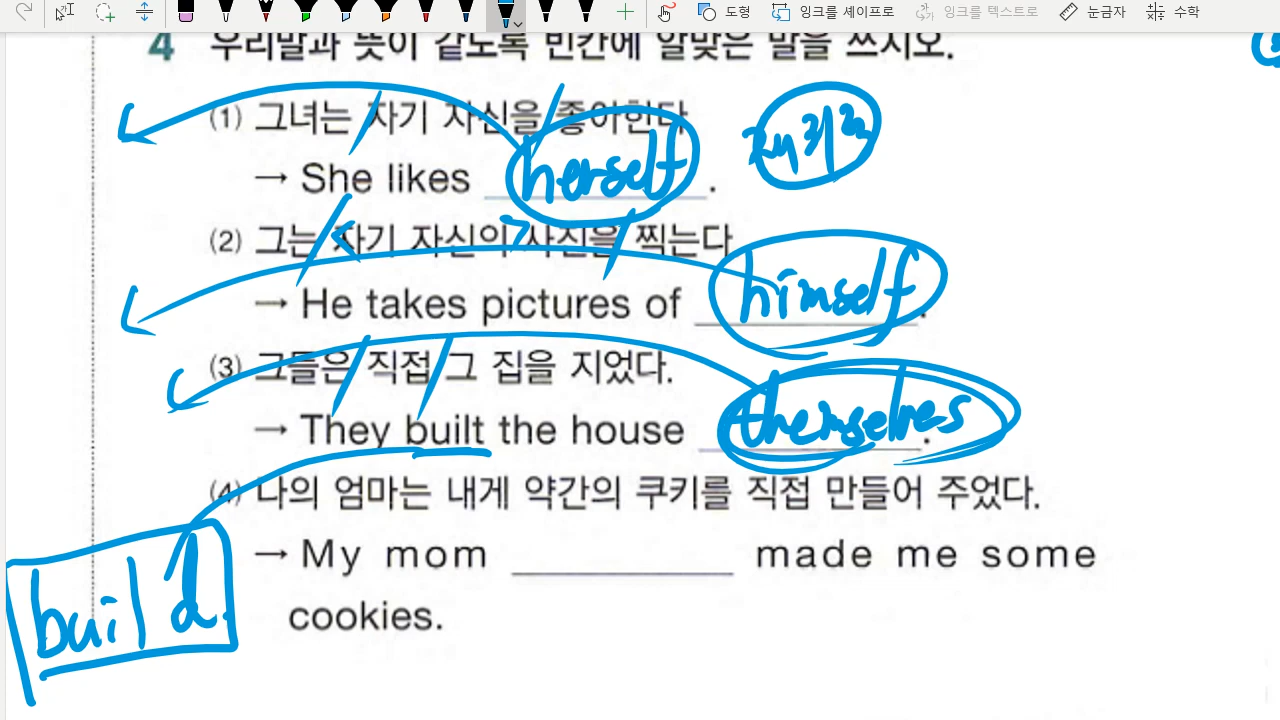 도형 잉크를 셰이프로 잉크를 텍스트로 눈금자 수학
4 우리말과 뜻이 같도록 빈칸에 알맞은 말을 쓰시오.
(1) 그녀는 자기 자신을 좋아한다
→ She likes herself.
(2) 그는 자기 자신의 사진을 찍는다
→ He takes pictures of himself.
(3) 그들은 직접 그 집을 지었다.
→ They built the house themselves.
(4) 나의 엄마는 내게 약간의 쿠키를 직접 만들어 주었다.
→ My mom __________ made me some
cookies.
build